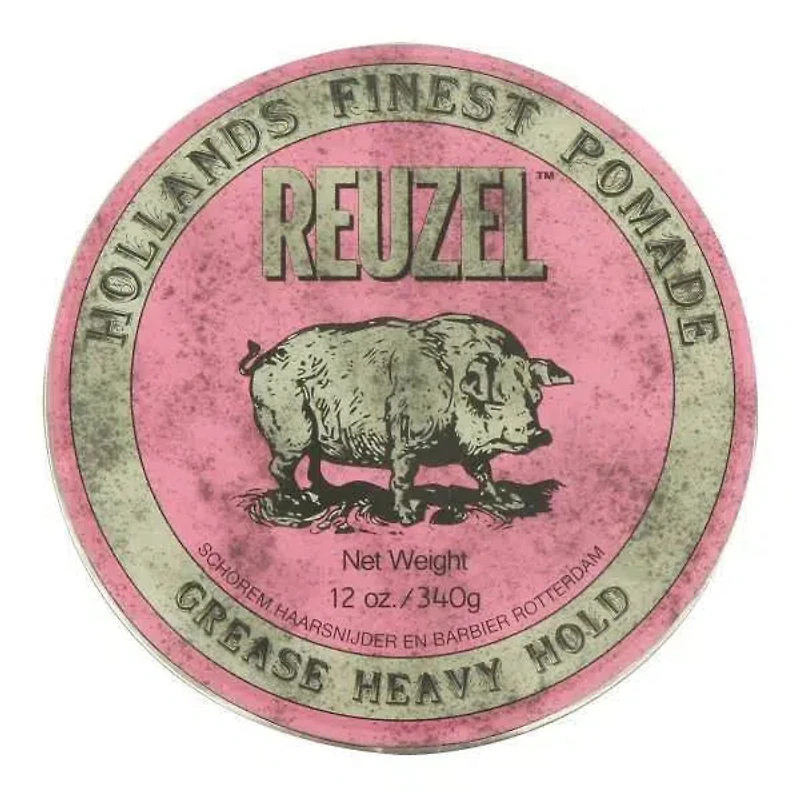 HOLLANDS FINEST POMADE
REUZEL™
Net Weight
12 oz./340g
SCHOREM HAARSNIJDER EN BARBIER ROTTERDAM
GREASE HEAVY HOLD